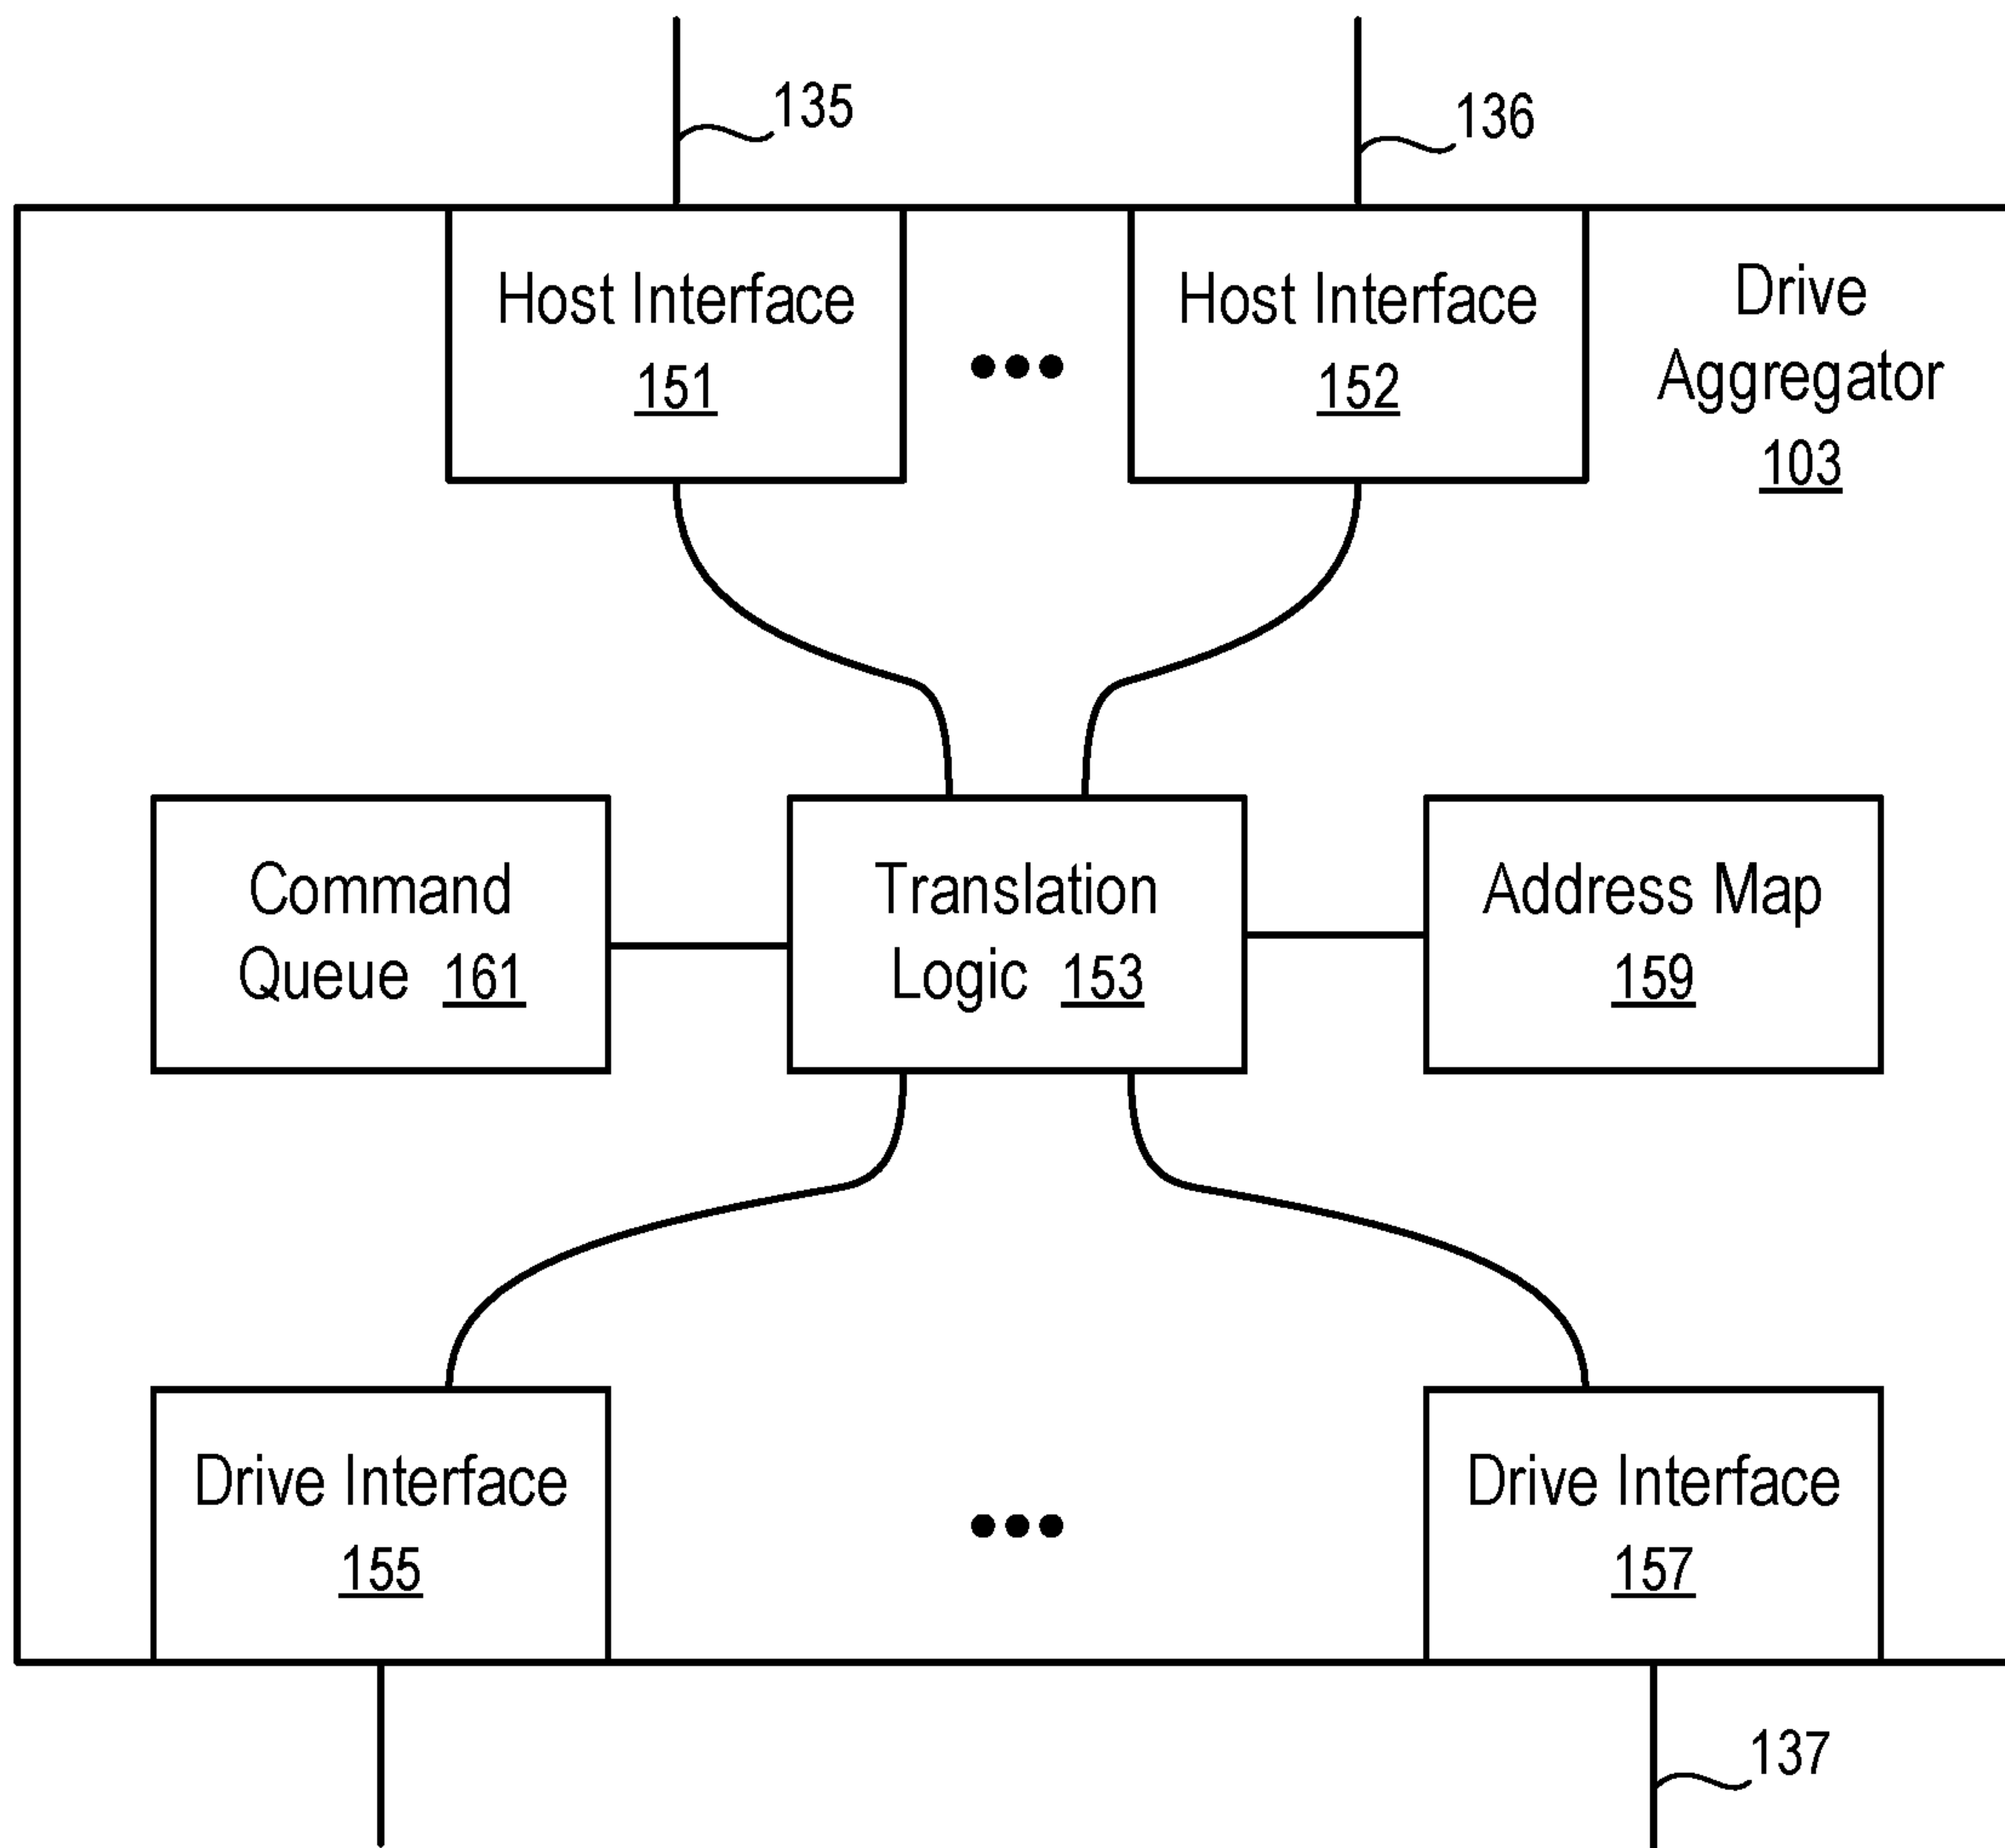 135
136
Host Interface
151
Host Interface
152
Drive
Aggregator
103
Command
Queue 161
Translation
Logic 153
Address Map
159
Drive Interface
155
Drive Interface
157
137